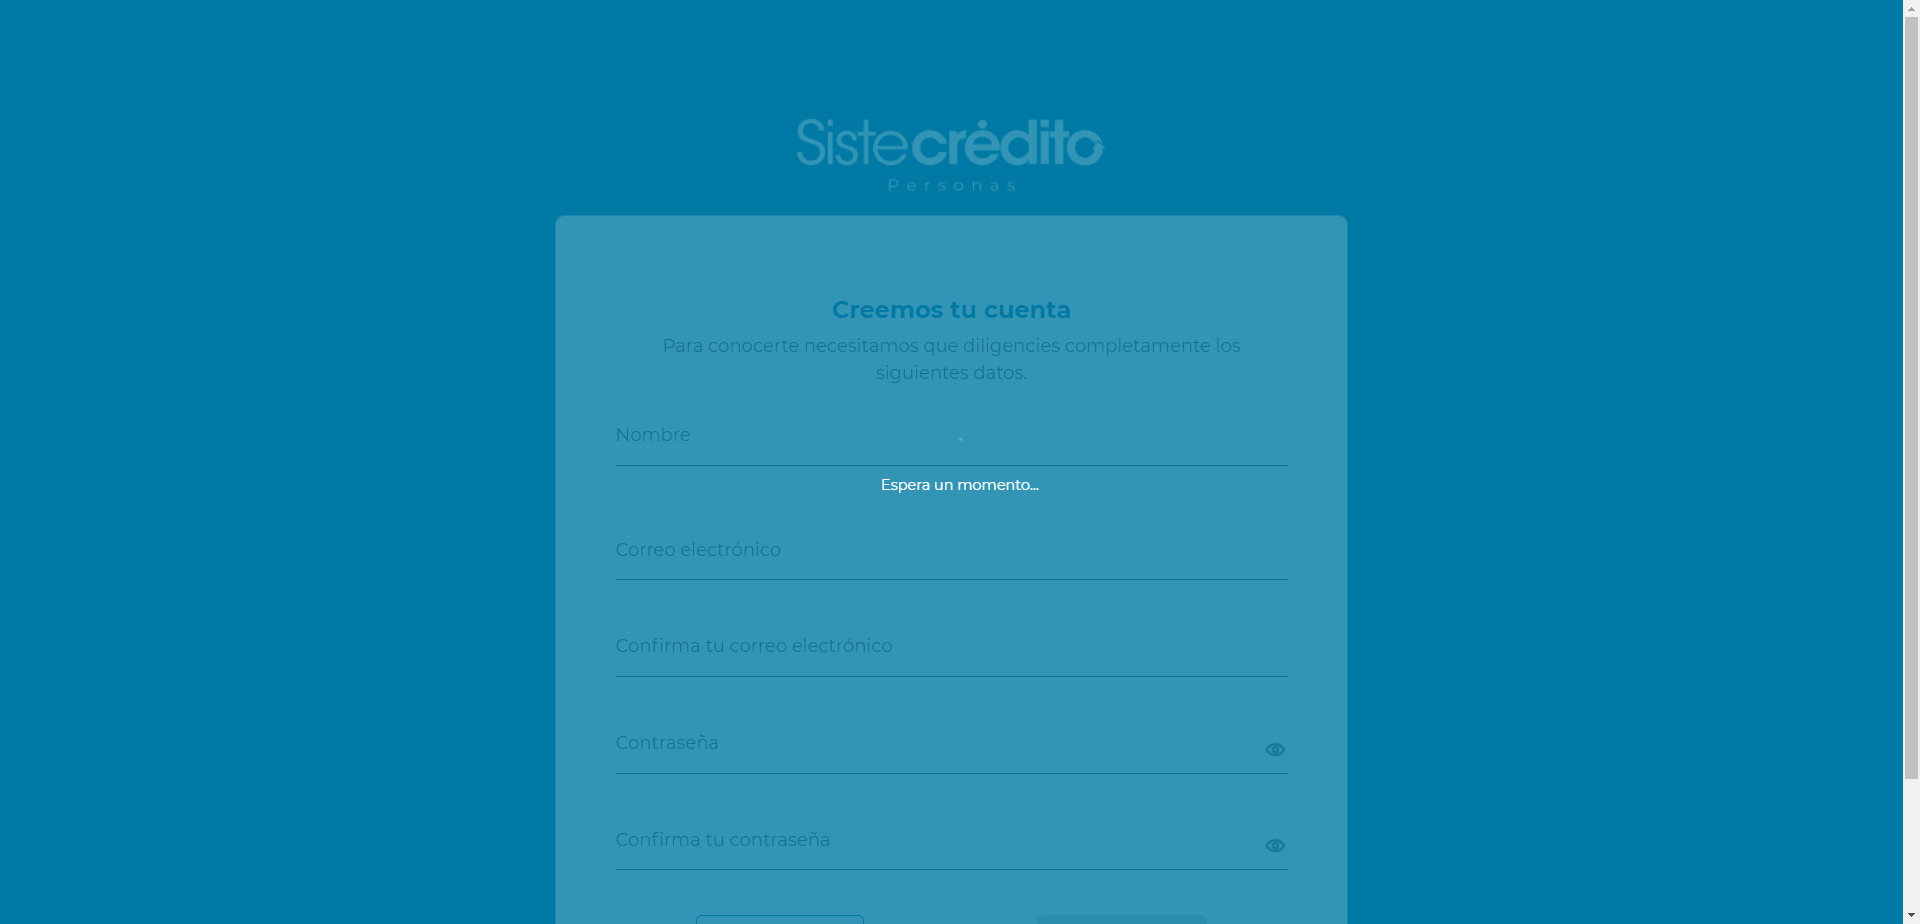 Sistecrédito
Personas
Creemos tu cuenta
Para conocerte necesitamos que diligencies completamente los
siguientes datos.
Nombre
Espera un momento...
Correo electrónico
Confirma tu correo electrónico
Contraseña
Confirma tu contraseña